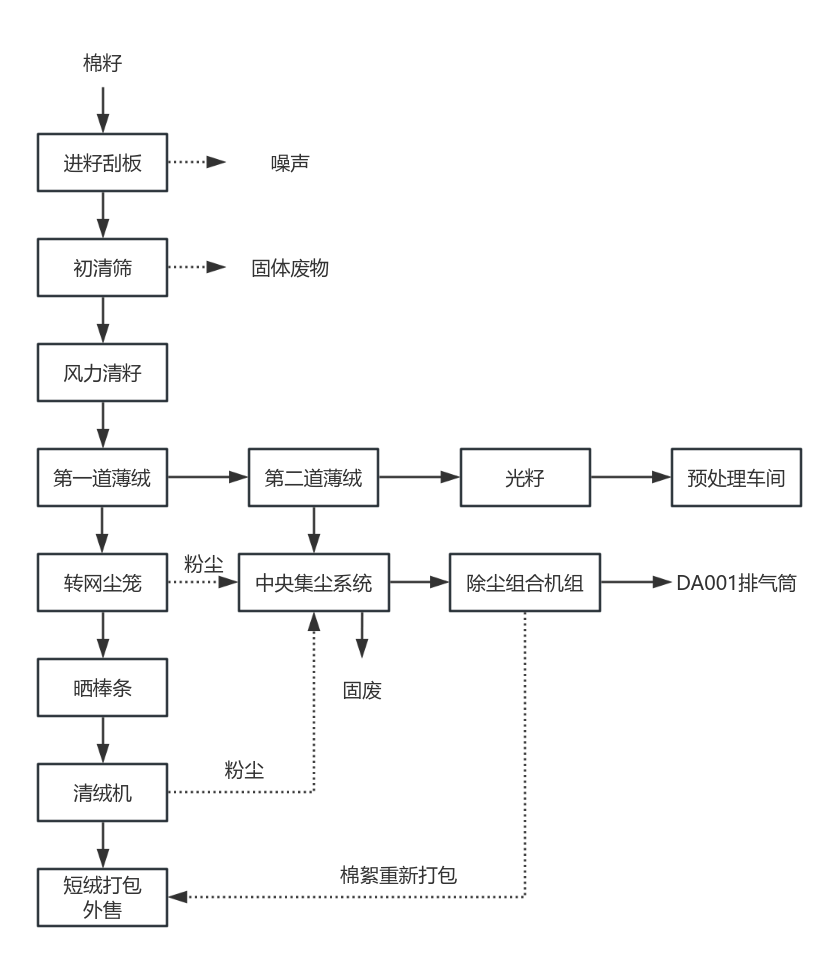 棉籽
进籽刮板
噪声
初清筛
固体废物
风力清籽
第一道薄绒
第二道薄绒
光籽
预处理车间
转网尘笼
粉尘
中央集尘系统
除尘组合机组
DA001排气筒
晒棒条
固废
清绒机
粉尘
短绒打包
外售
棉絮重新打包